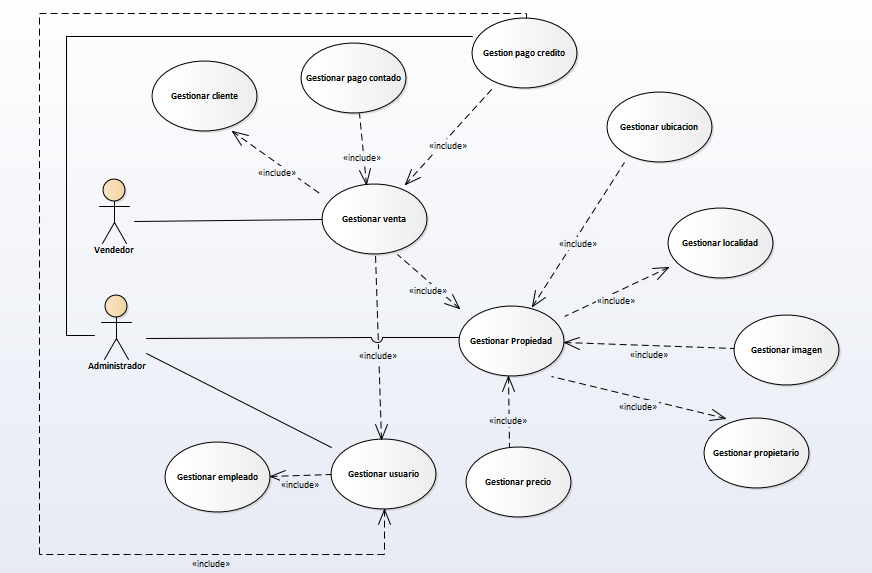 Gestion pago credito
Gestionar pago contado
Gestionar cliente
Gestionar ubicacion
«include»
«include»
«include»
Gestionar venta
Vendedor
«include»
Gestionar localidad
«include»
«include»
Gestionar Propiedad
Gestionar imagen
«include»
«include»
Administrador
«include»
«include»
Gestionar propietario
Gestionar empleado
Gestionar usuario
«include»
Gestionar precio
«include»